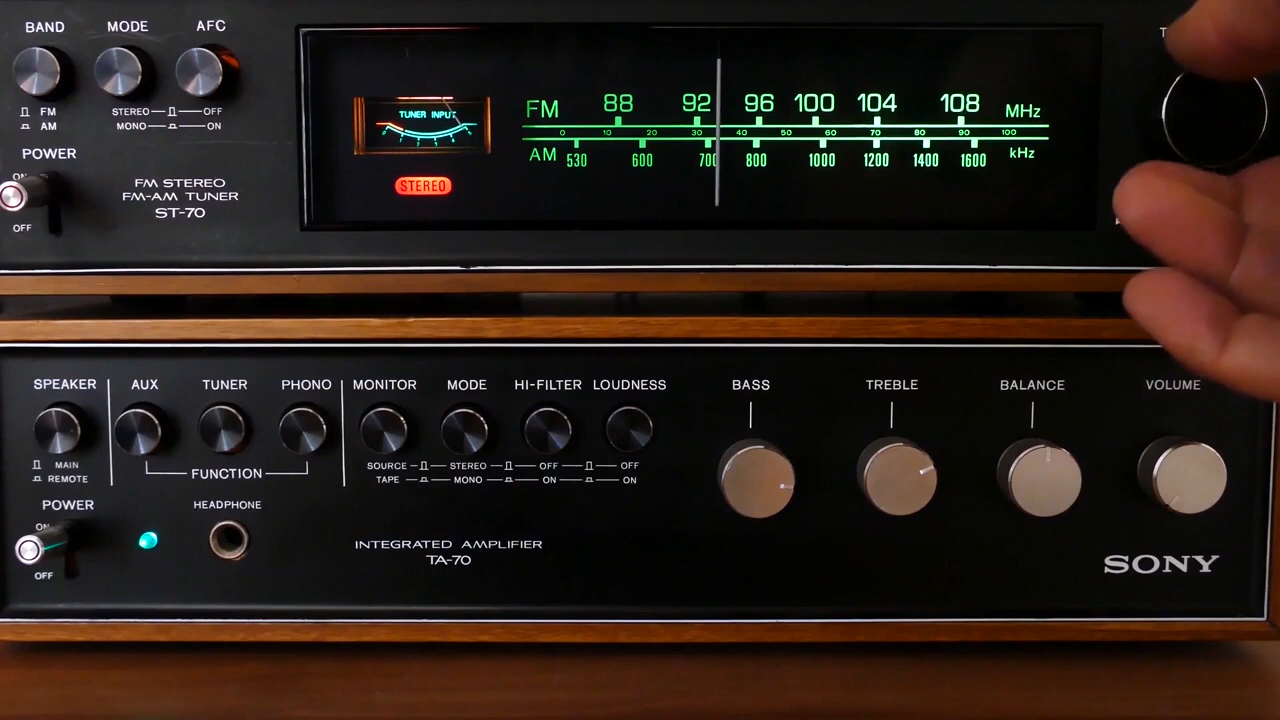 BAND MODE AFC
FM STEREO OFF
AM MONO ON
POWER
ON
OFF
FM STEREO
FM-AM TUNER
ST-70
TUNER INPUT
STEREO
FM 88 92 96 100 104 108 MHz
0 10 20 30 40 50 60 70 80 90 100
AM 530 600 700 800 1000 1200 1400 1600 kHz
SPEAKER AUX TUNER PHONO MONITOR MODE HI-FILTER LOUDNESS BASS TREBLE BALANCE VOLUME
MAIN
REMOTE
FUNCTION
SOURCE STEREO OFF OFF
TAPE MONO ON ON
POWER
ON
OFF
HEADPHONE
INTEGRATED AMPLIFIER
TA-70
SONY